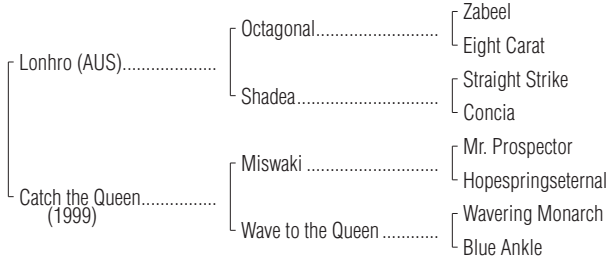 Zabeel
Octagonal
Eight Carat
Lonhro (AUS)
Straight Strike
Shadea
Concia
Mr. Prospector
Miswaki
Hopespringseternal
Catch the Queen
(1999)
Wavering Monarch
Wave to the Queen
Blue Ankle